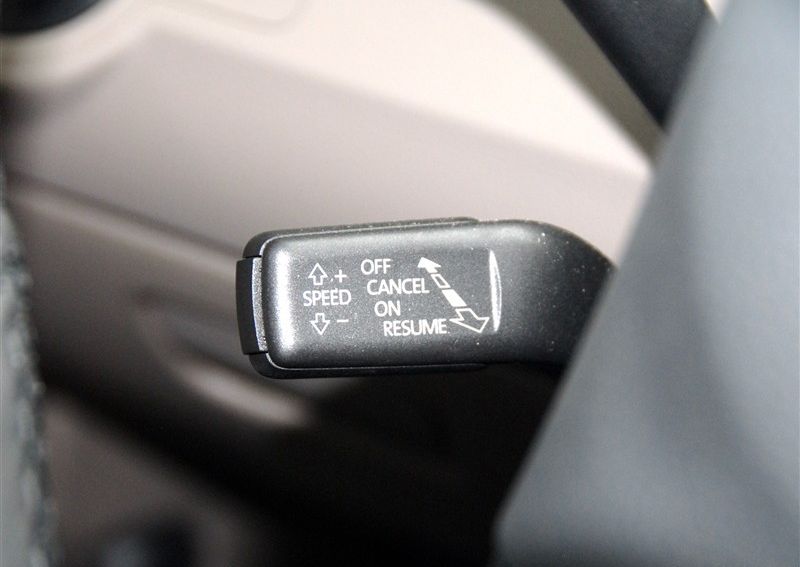 +
SPEED
−
OFF
CANCEL
ON
RESUME